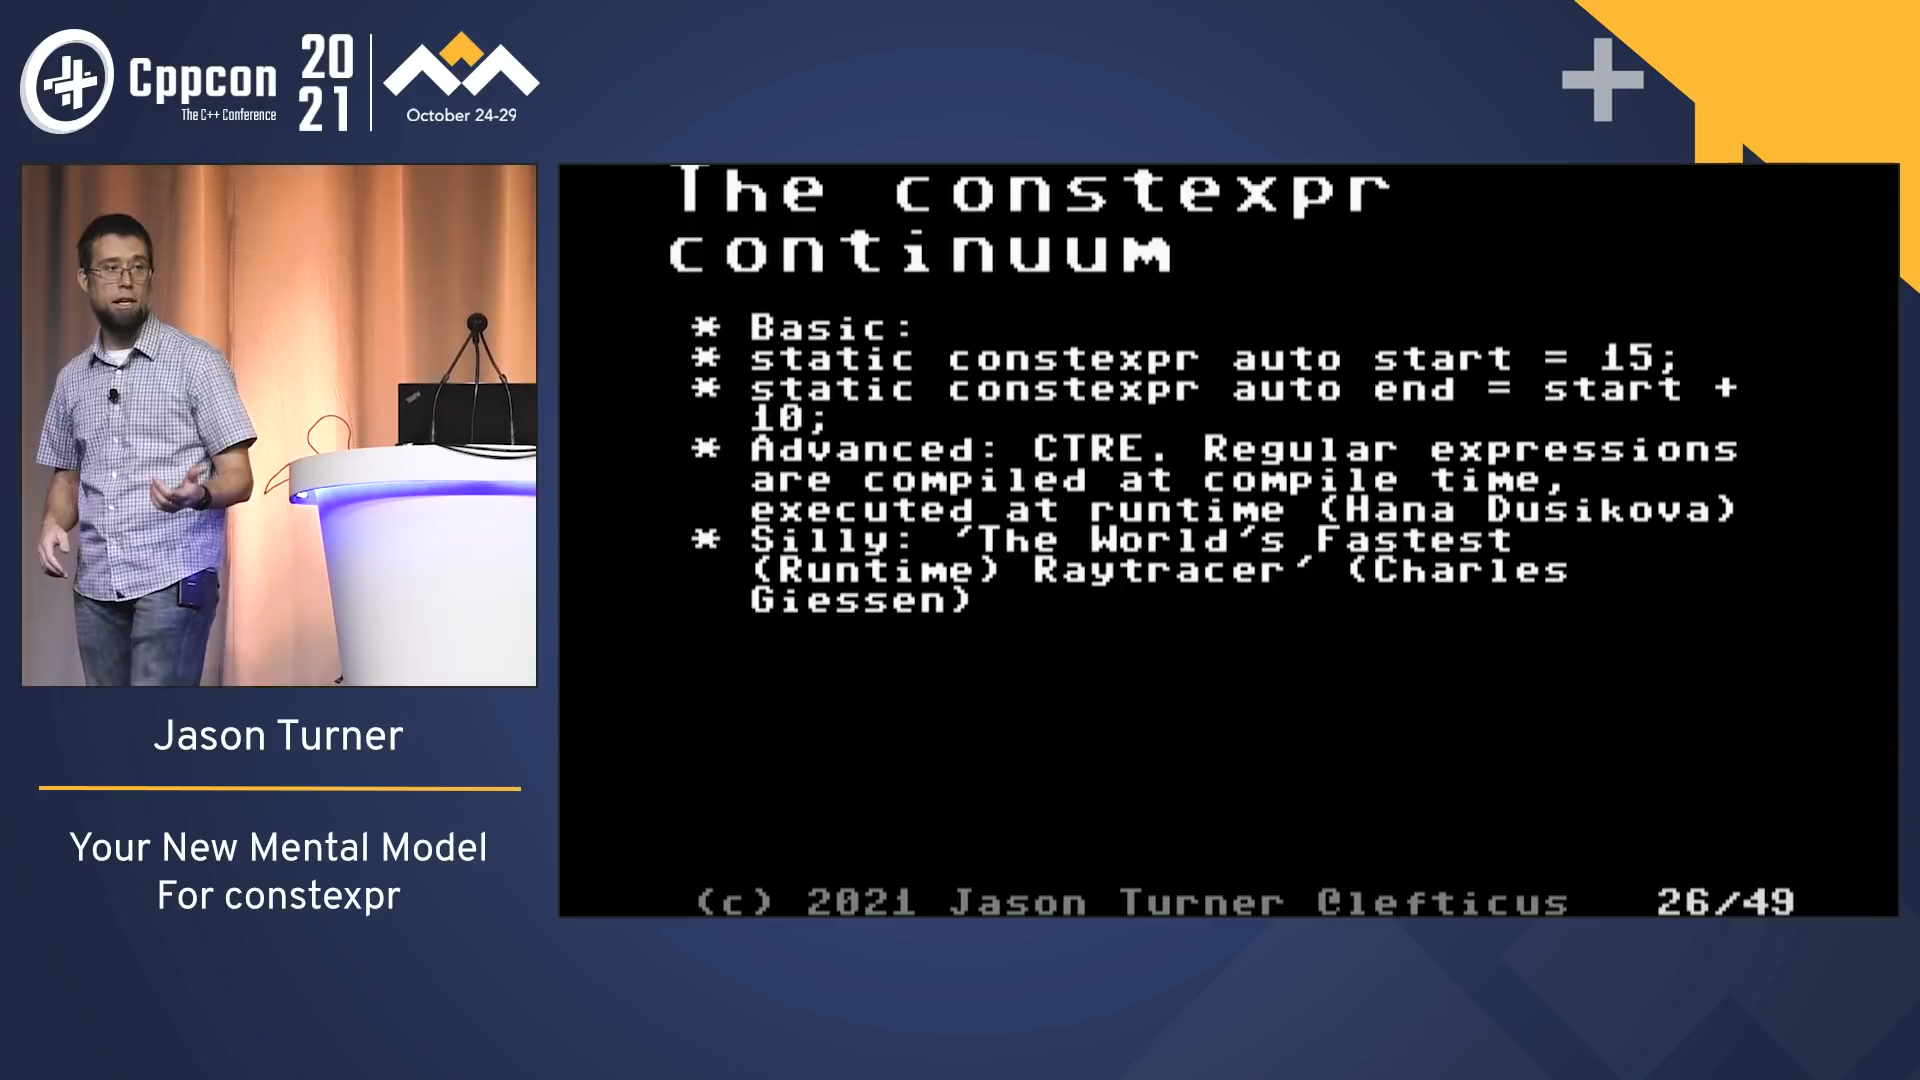 Cppcon
The C++ Conference
20
21
October 24-29
Jason Turner
Your New Mental Model
For constexpr
The constexpr
continuum
* Basic:
* static constexpr auto start = 15;
* static constexpr auto end = start +
10;
* Advanced: CTRE. Regular expressions
are compiled at compile time,
executed at runtime (Hana Dusikova)
* Silly: 'The World's Fastest
(Runtime) Raytracer' (Charles
Giessen)
(c) 2021 Jason Turner @lefticus 26/49